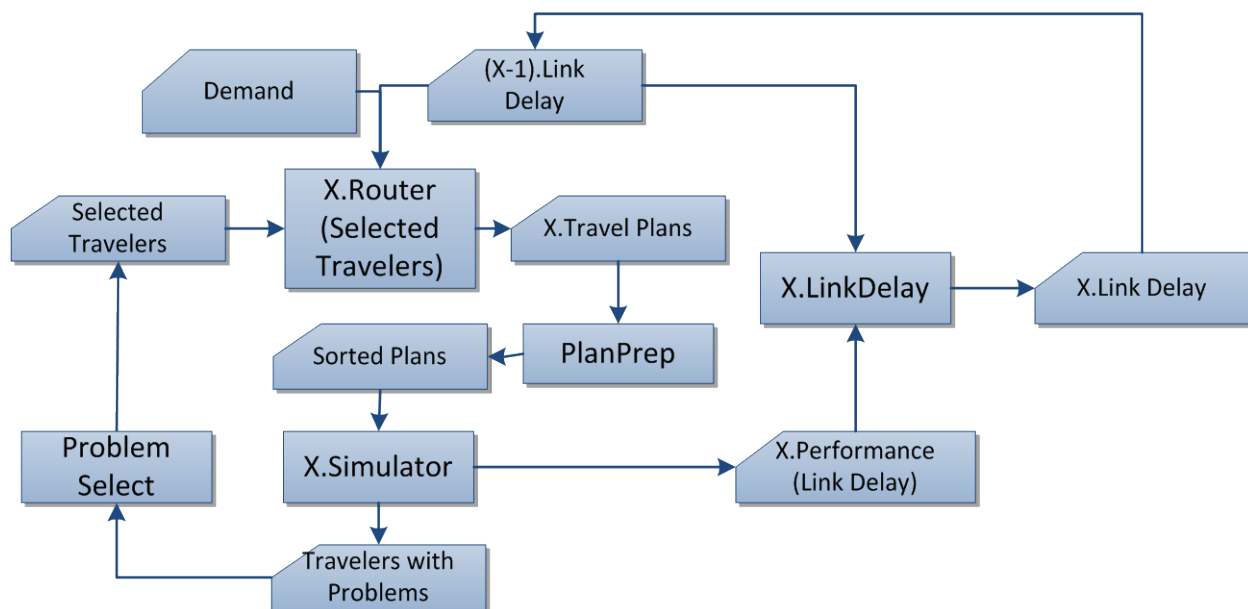 Demand
(X-1).Link
Delay
Selected
Travelers
X.Router
(Selected
Travelers)
X.Travel Plans
X.LinkDelay
X.Link Delay
Sorted Plans
PlanPrep
Problem
Select
X.Simulator
X.Performance
(Link Delay)
Travelers with
Problems